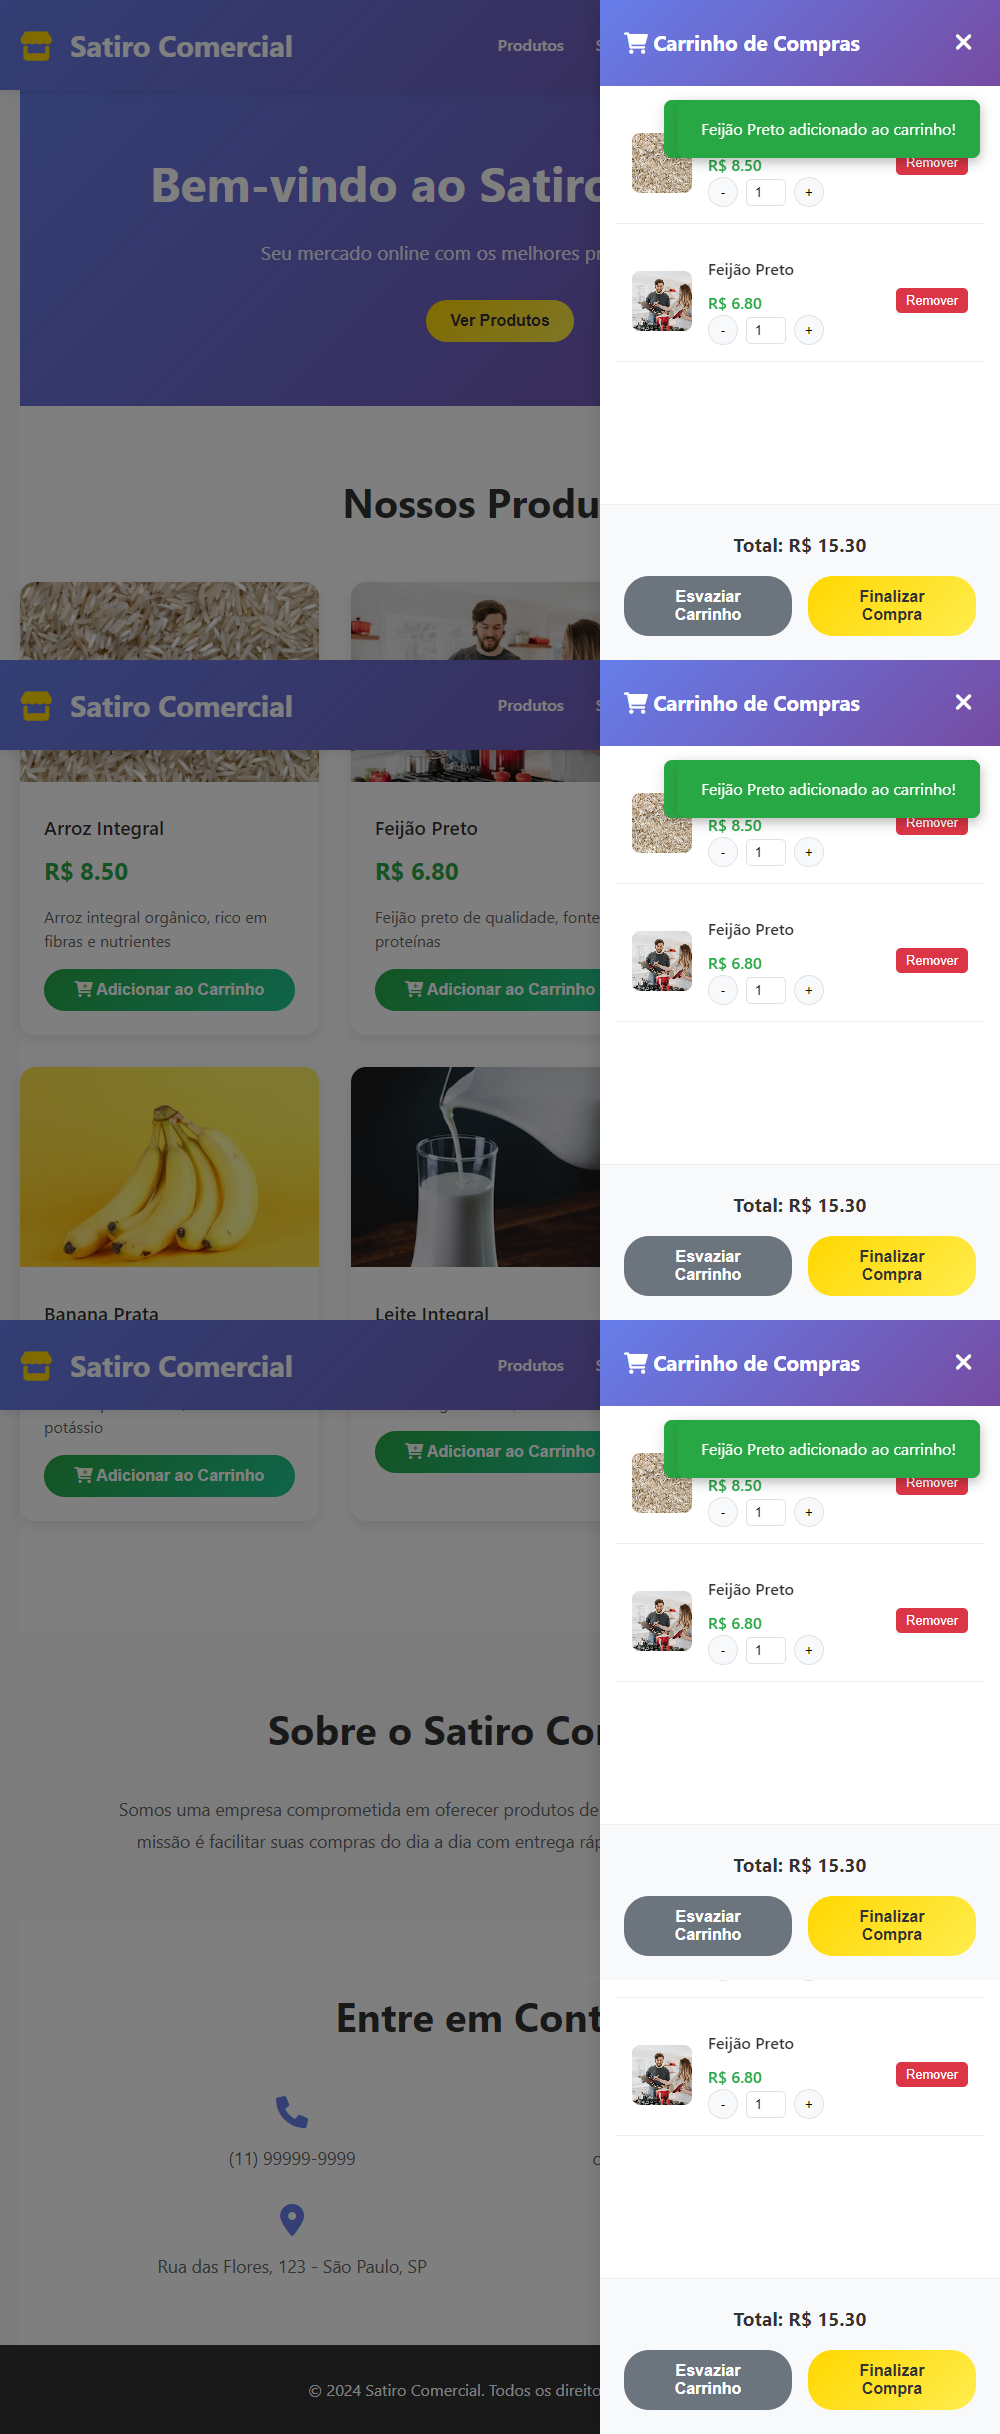 Satiro Comercial
Produtos
Bem-vindo ao Satiro
Seu mercado online com os melhores
Ver Produtos
Nossos
Carrinho de Compras
Feijão Preto adicionado ao carrinho!
R$ 8.50
Remover
- 1 +
Feijão Preto
R$ 6.80
Remover
- 1 +
Total: R$ 15.30
Esvaziar
Carrinho
Finalizar
Compra
Satiro Comercial
Produtos
Arroz Integral
R$ 8.50
Arroz integral orgânico, rico em
fibras e nutrientes
Adicionar ao Carrinho
Feijão Preto
R$ 6.80
Feijão preto de qualidade, fonte
proteínas
Adicionar ao Carrinho
Banana Prata
Leite Integral
Carrinho de Compras
Feijão Preto adicionado ao carrinho!
R$ 8.50
Remover
- 1 +
Feijão Preto
R$ 6.80
Remover
- 1 +
Total: R$ 15.30
Esvaziar
Carrinho
Finalizar
Compra
Satiro Comercial
Produtos
potássio
Adicionar ao Carrinho
Adicionar ao Carrinho
Sobre o Satiro
Somos uma empresa comprometida em oferecer produtos de
missão é facilitar suas compras do dia a dia com entrega
Carrinho de Compras
Feijão Preto adicionado ao carrinho!
R$ 8.50
Remover
- 1 +
Feijão Preto
R$ 6.80
Remover
- 1 +
Total: R$ 15.30
Esvaziar
Carrinho
Finalizar
Compra
Entre em
(11) 99999-9999
Rua das Flores, 123 - São Paulo, SP
© 2024 Satiro Comercial. Todos os
Feijão Preto
R$ 6.80
Remover
- 1 +
Total: R$ 15.30
Esvaziar
Carrinho
Finalizar
Compra